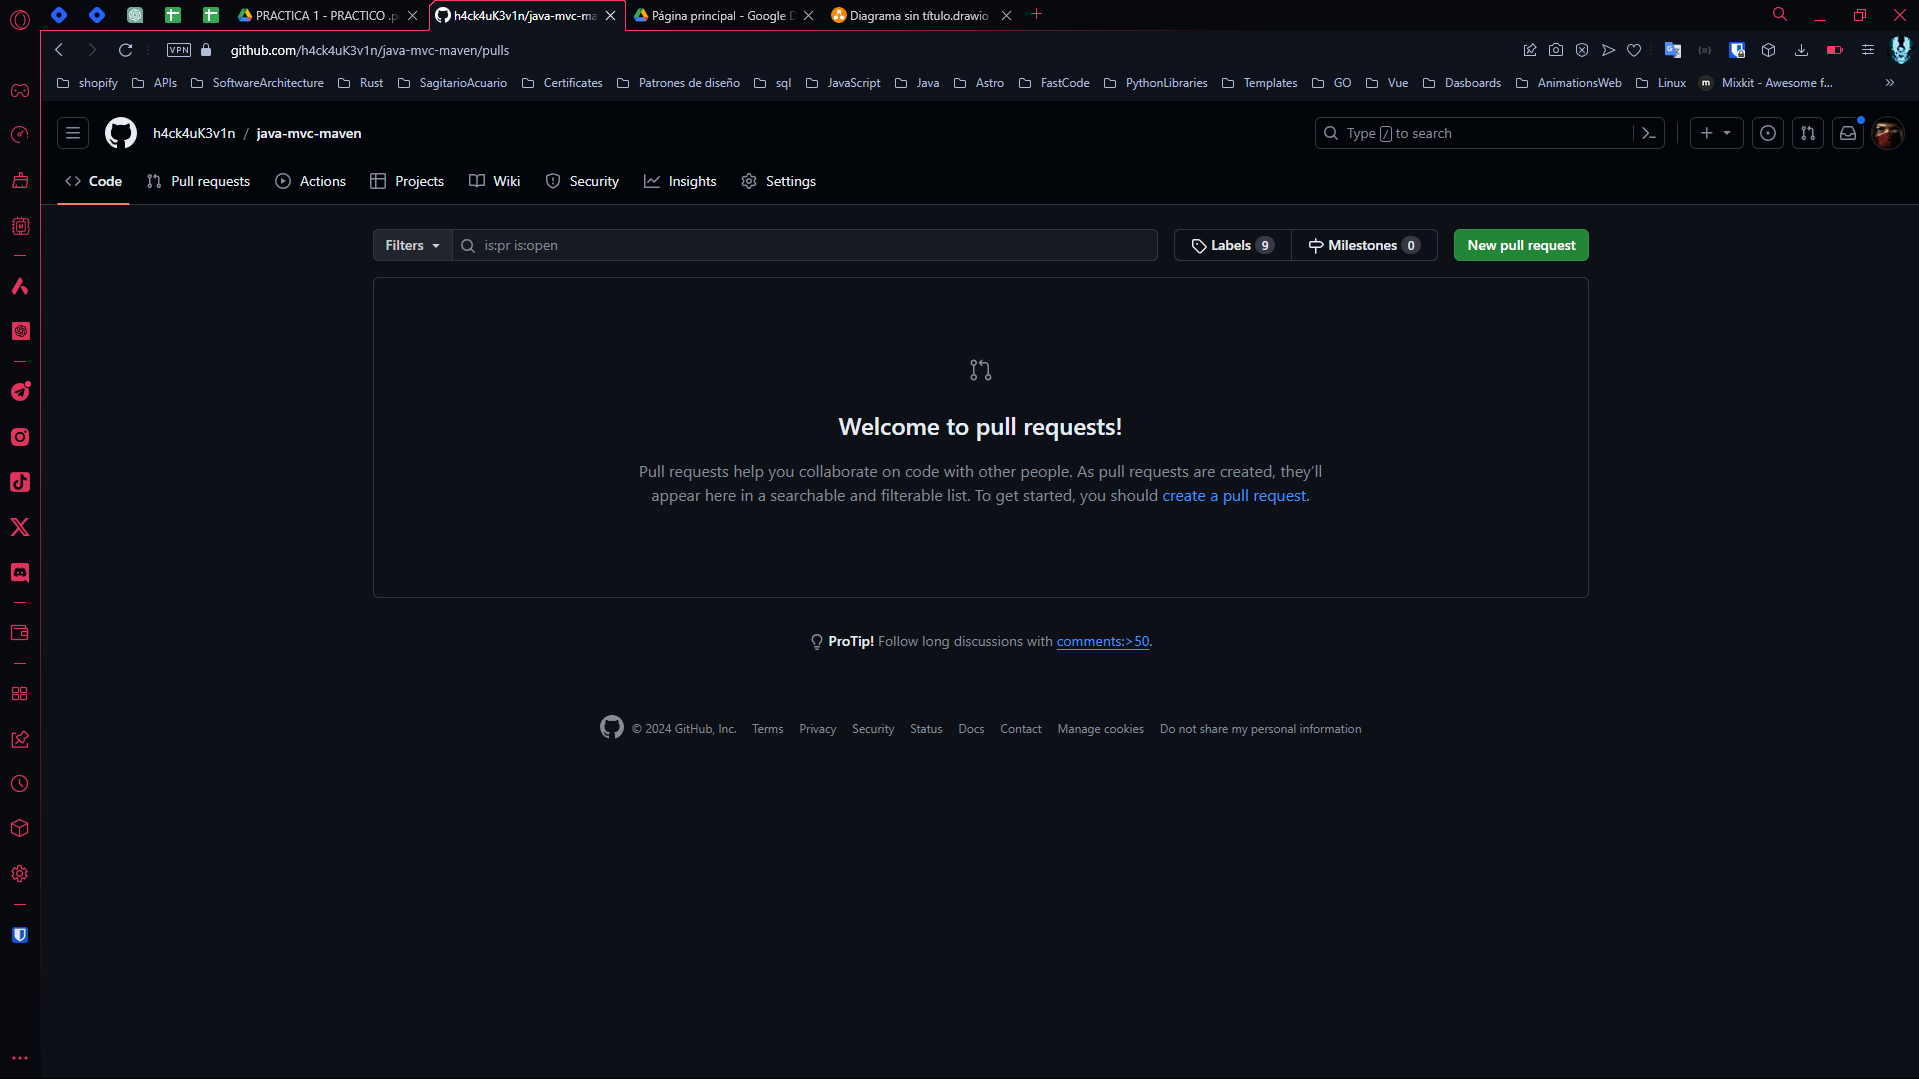 PRACTICA 1 - PRACTICO .p
h4ck4uK3v1n/java-mvc-ma
Página principal - Google D
Diagrama sin título.drawio
VPN
github.com/h4ck4uK3v1n/java-mvc-maven/pulls
shopify
APIs
SoftwareArchitecture
Rust
SagitarioAcuario
Certificates
Patrones de diseño
sql
JavaScript
Java
Astro
FastCode
PythonLibraries
Templates
GO
Vue
Dasboards
AnimationsWeb
Linux
m Mixkit - Awesome f...
h4ck4uK3v1n / java-mvc-maven
Type / to search
Code
Pull requests
Actions
Projects
Wiki
Security
Insights
Settings
Filters
is:pr is:open
Labels 9
Milestones 0
New pull request
Welcome to pull requests!
Pull requests help you collaborate on code with other people. As pull requests are created, they’ll
appear here in a searchable and filterable list. To get started, you should create a pull request.
ProTip! Follow long discussions with comments:>50.
© 2024 GitHub, Inc.
Terms
Privacy
Security
Status
Docs
Contact
Manage cookies
Do not share my personal information